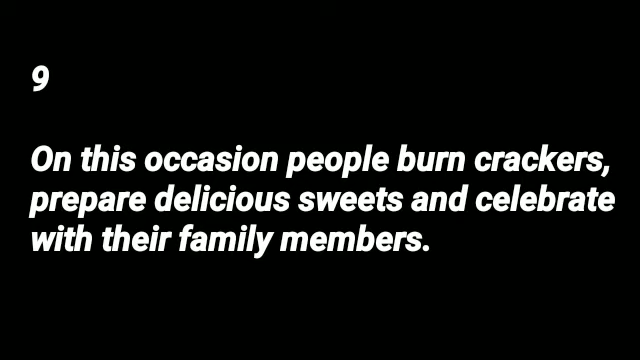 9
On this occasion people burn crackers,
prepare delicious sweets and celebrate
with their family members.